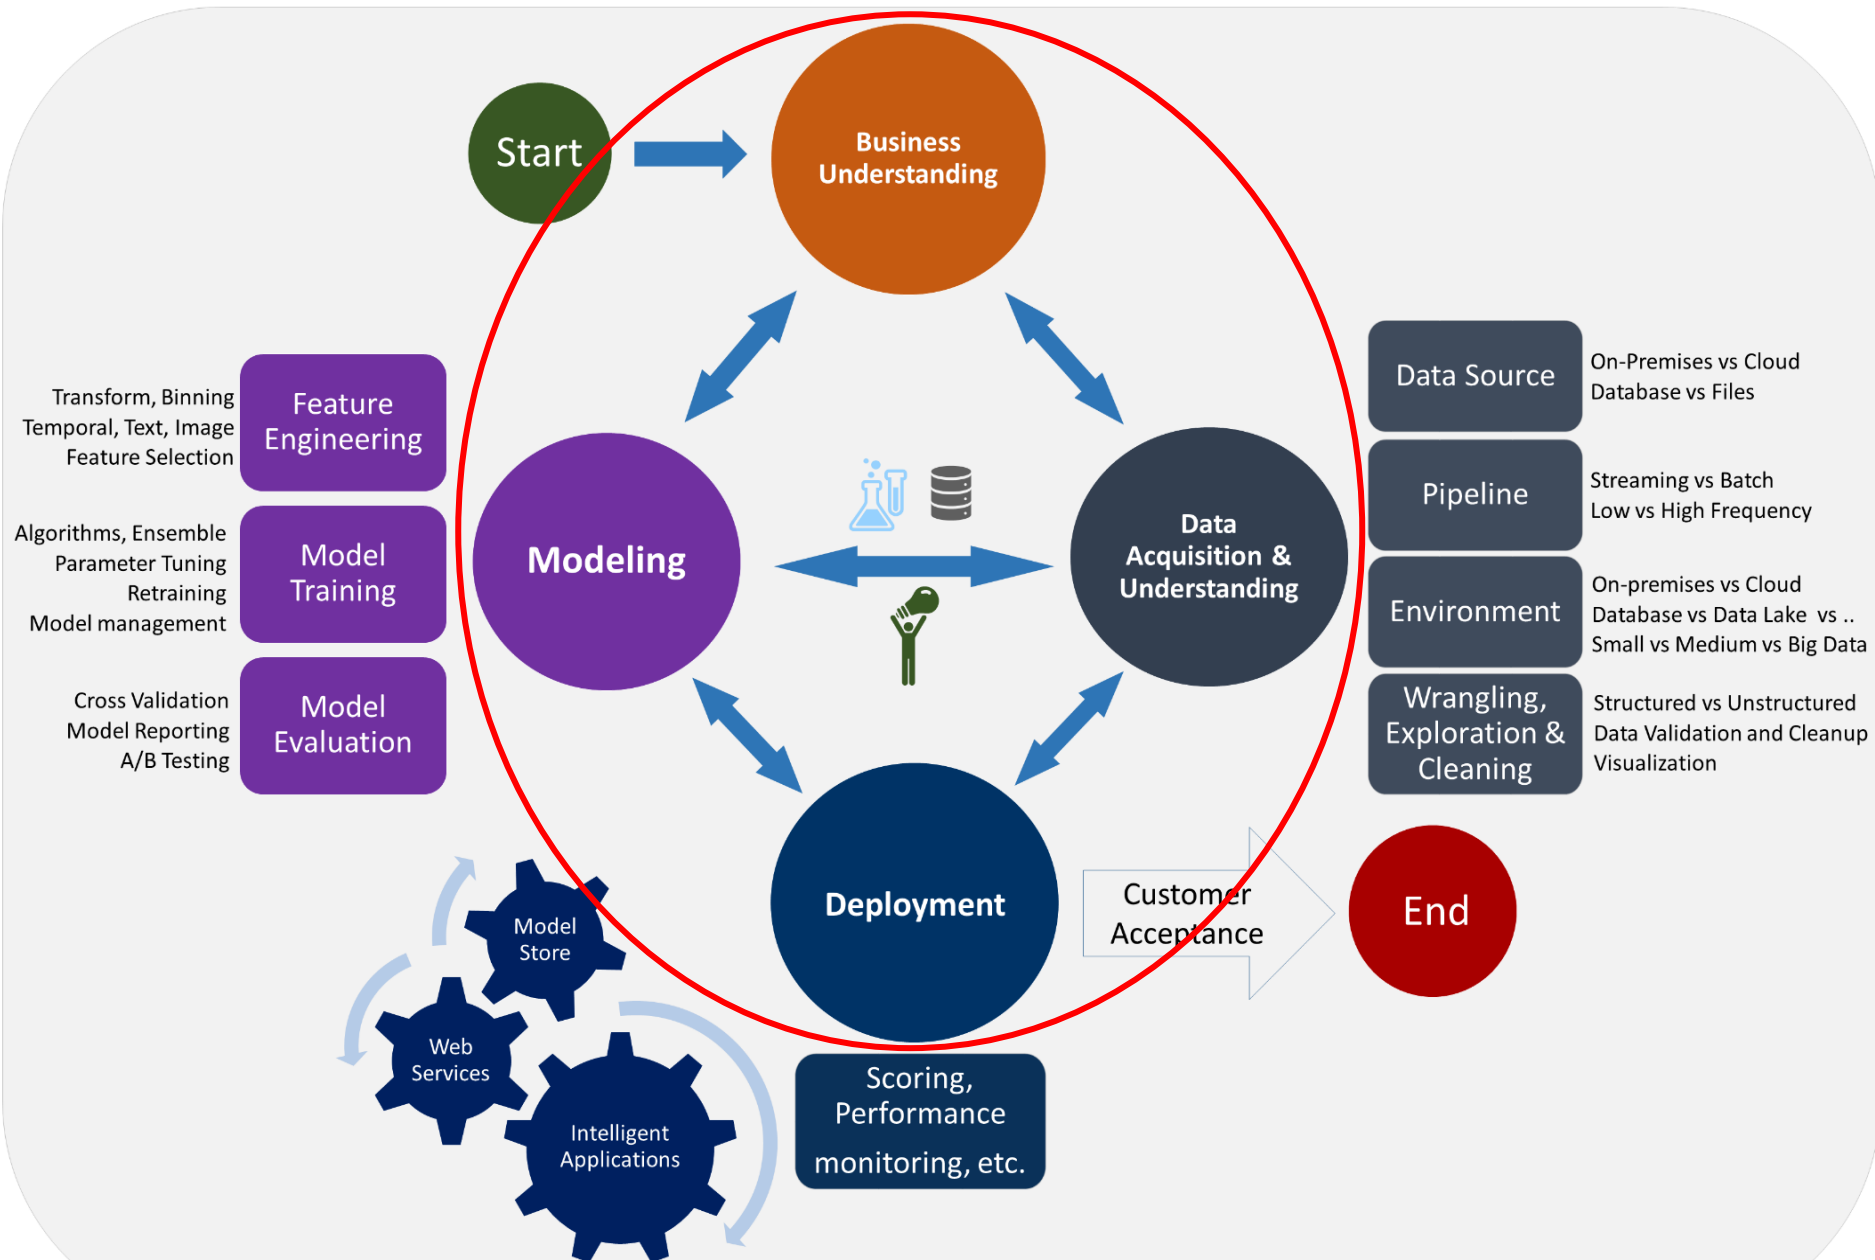 Start
Business
Understanding
Transform, Binning
Temporal, Text, Image
Feature Selection
Feature
Engineering
Algorithms, Ensemble
Parameter Tuning
Retraining
Model management
Model
Training
Cross Validation
Model Reporting
A/B Testing
Model
Evaluation
Modeling
Data
Acquisition &
Understanding
Data Source
On-Premises vs Cloud
Database vs Files
Pipeline
Streaming vs Batch
Low vs High Frequency
Environment
On-premises vs Cloud
Database vs Data Lake vs ..
Small vs Medium vs Big Data
Wrangling,
Exploration &
Cleaning
Structured vs Unstructured
Data Validation and Cleanup
Visualization
Deployment
Customer
Acceptance
End
Model
Store
Web
Services
Intelligent
Applications
Scoring,
Performance
monitoring, etc.